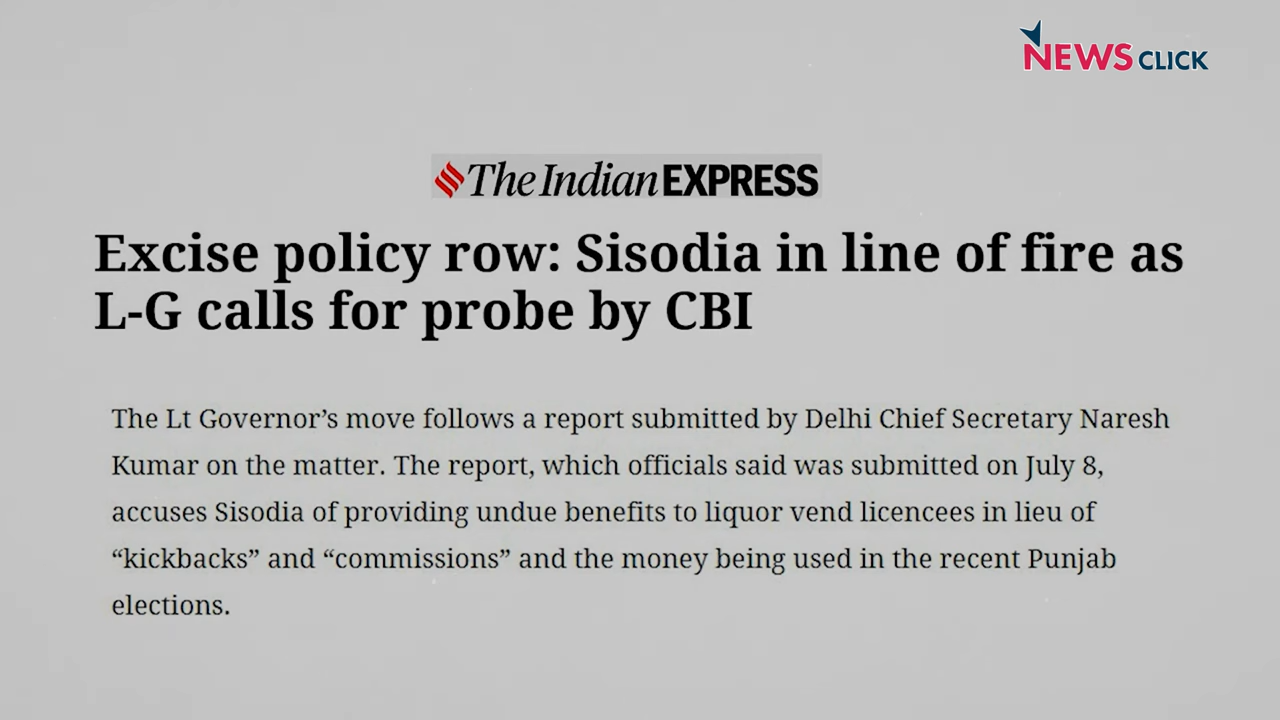 NEWS CLICK
The Indian EXPRESS
Excise policy row: Sisodia in line of fire as
L-G calls for probe by CBI
The Lt Governor’s move follows a report submitted by Delhi Chief Secretary Naresh
Kumar on the matter. The report, which officials said was submitted on July 8,
accuses Sisodia of providing undue benefits to liquor vend licencees in lieu of
“kickbacks” and “commissions” and the money being used in the recent Punjab
elections.